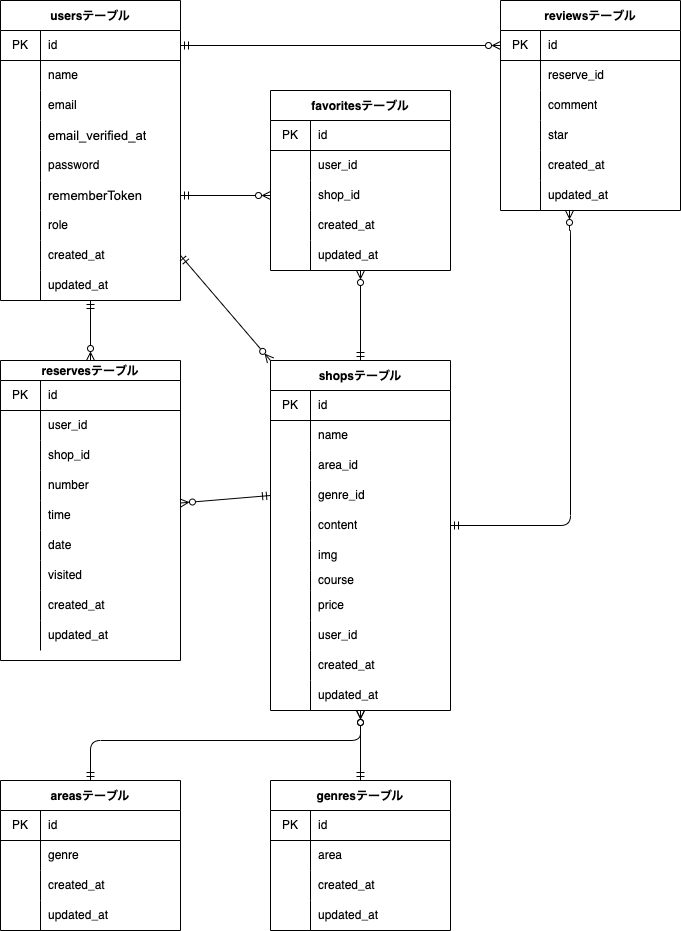 usersテーブル
PK id
name
email
email_verified_at
password
rememberToken
role
created_at
updated_at
reviewsテーブル
PK id
reserve_id
comment
star
created_at
updated_at
favoritesテーブル
PK id
user_id
shop_id
created_at
updated_at
reservesテーブル
PK id
user_id
shop_id
number
time
date
visited
created_at
updated_at
shopsテーブル
PK id
name
area_id
genre_id
content
img
course
price
user_id
created_at
updated_at
areasテーブル
PK id
genre
created_at
updated_at
genresテーブル
PK id
area
created_at
updated_at